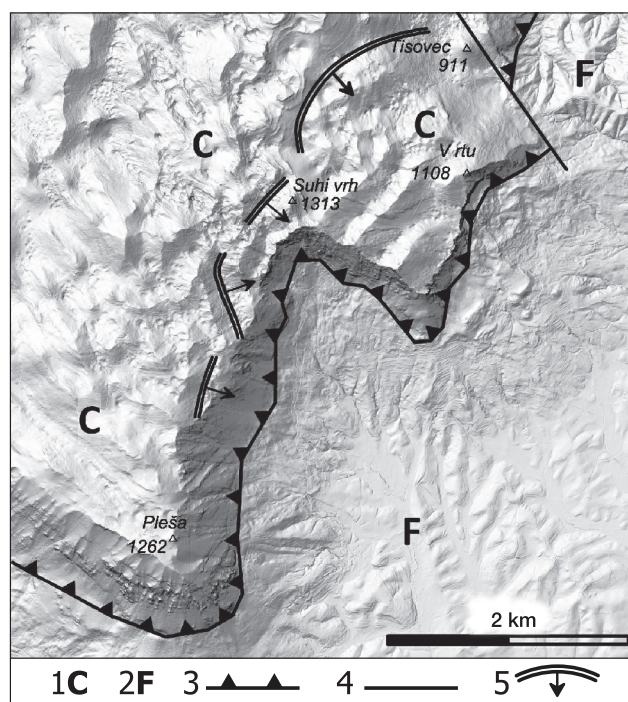 Tisovec
911
F
C
C
V rtu
1108
Suhi vrh
1313
C
Pleša
1262
F
2 km
1C 2F 3 4 5